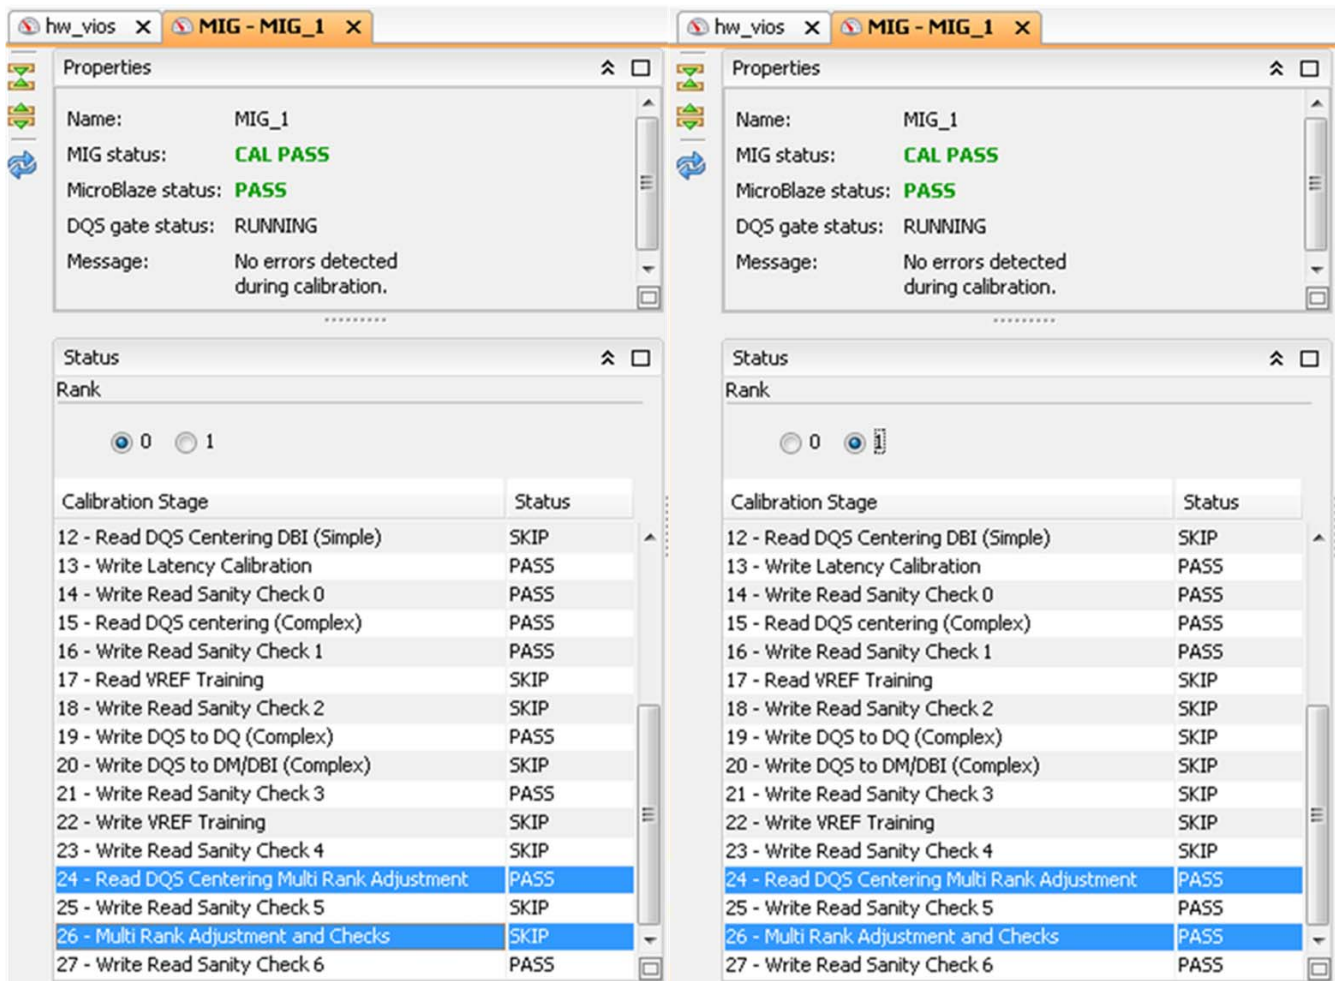 hw_vios X MIG - MIG_1 X
Properties
Name: MIG_1
MIG status: CAL PASS
MicroBlaze status: PASS
DQS gate status: RUNNING
Message: No errors detected
during calibration.
Status
Rank
0 1
Calibration Stage Status
12 - Read DQS Centering DBI (Simple) SKIP
13 - Write Latency Calibration PASS
14 - Write Read Sanity Check 0 PASS
15 - Read DQS centering (Complex) PASS
16 - Write Read Sanity Check 1 PASS
17 - Read VREF Training SKIP
18 - Write Read Sanity Check 2 SKIP
19 - Write DQS to DQ (Complex) PASS
20 - Write DQS to DM/DBI (Complex) SKIP
21 - Write Read Sanity Check 3 PASS
22 - Write VREF Training SKIP
23 - Write Read Sanity Check 4 SKIP
24 - Read DQS Centering Multi Rank Adjustment PASS
25 - Write Read Sanity Check 5 SKIP
26 - Multi Rank Adjustment and Checks SKIP
27 - Write Read Sanity Check 6 PASS
hw_vios X MIG - MIG_1 X
Properties
Name: MIG_1
MIG status: CAL PASS
MicroBlaze status: PASS
DQS gate status: RUNNING
Message: No errors detected
during calibration.
Status
Rank
0 1
Calibration Stage Status
12 - Read DQS Centering DBI (Simple) SKIP
13 - Write Latency Calibration PASS
14 - Write Read Sanity Check 0 PASS
15 - Read DQS centering (Complex) PASS
16 - Write Read Sanity Check 1 PASS
17 - Read VREF Training SKIP
18 - Write Read Sanity Check 2 SKIP
19 - Write DQS to DQ (Complex) SKIP
20 - Write DQS to DM/DBI (Complex) SKIP
21 - Write Read Sanity Check 3 SKIP
22 - Write VREF Training SKIP
23 - Write Read Sanity Check 4 SKIP
24 - Read DQS Centering Multi Rank Adjustment PASS
25 - Write Read Sanity Check 5 PASS
26 - Multi Rank Adjustment and Checks PASS
27 - Write Read Sanity Check 6 PASS